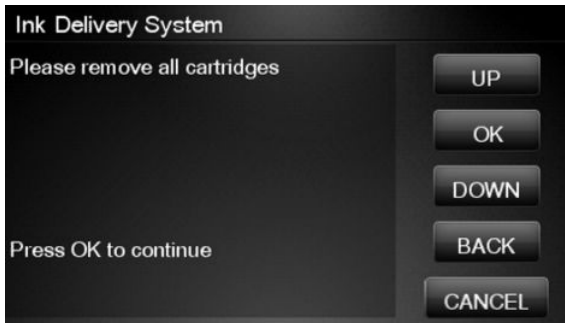 Ink Delivery System
Please remove all cartridges
Press OK to continue
UP
OK
DOWN
BACK
CANCEL